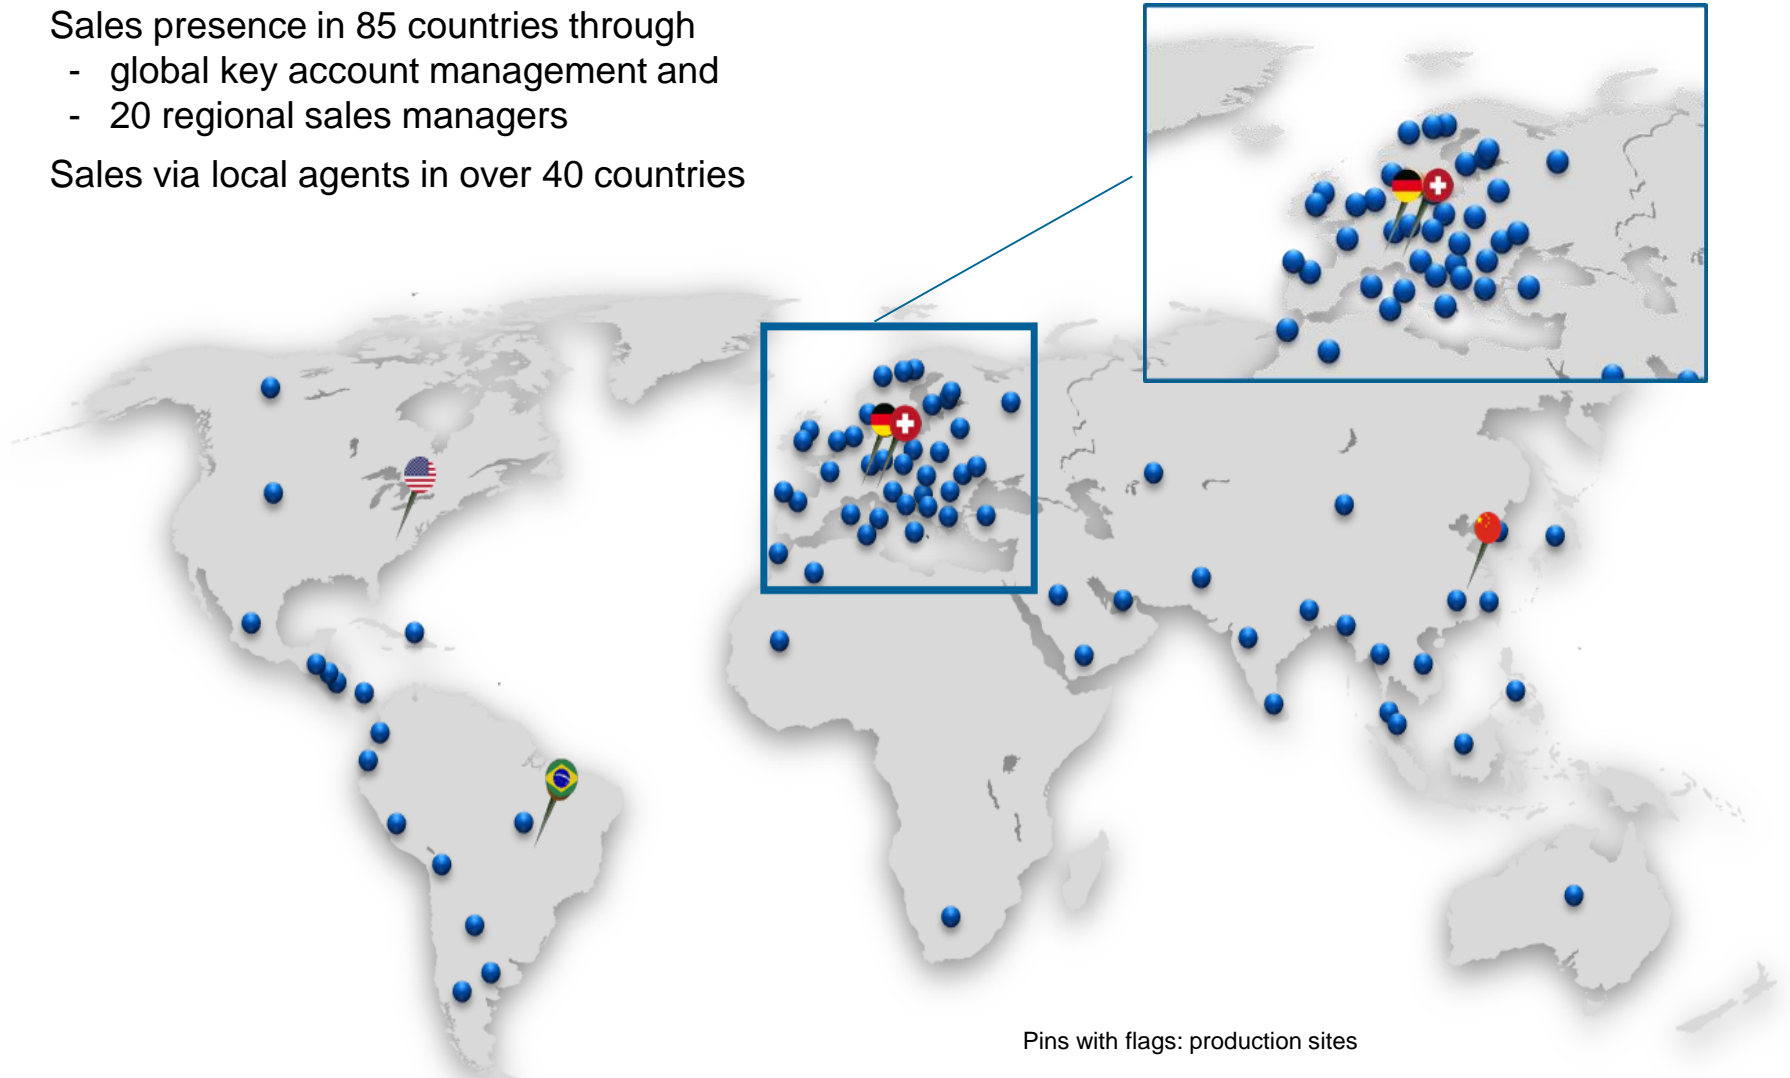 Sales presence in 85 countries through
- global key account management and
- 20 regional sales managers
Sales via local agents in over 40 countries
Pins with flags: production sites